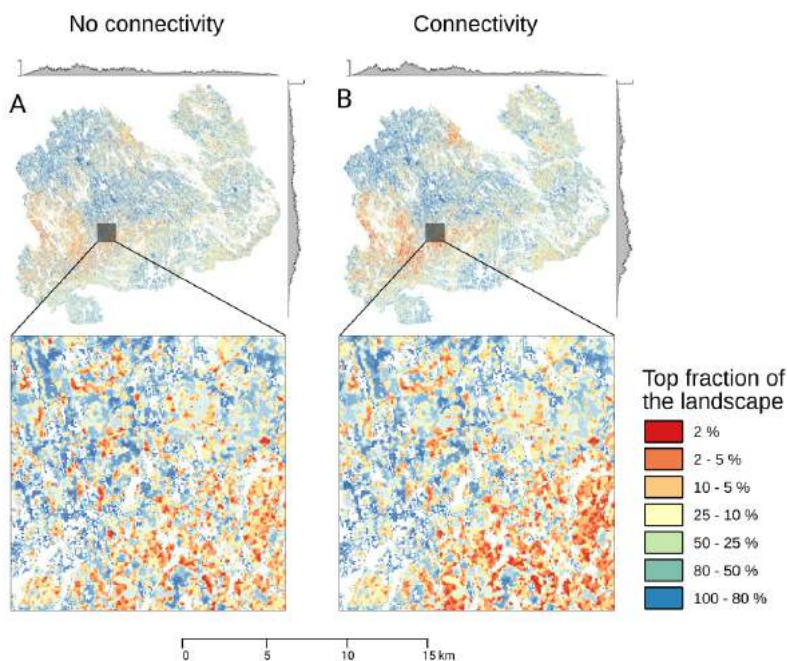 No connectivity
Connectivity
A
B
Top fraction of
the landscape
2 %
2 - 5 %
10 - 5 %
25 - 10 %
50 - 25 %
80 - 50 %
100 - 80 %
0
5
10
15 km